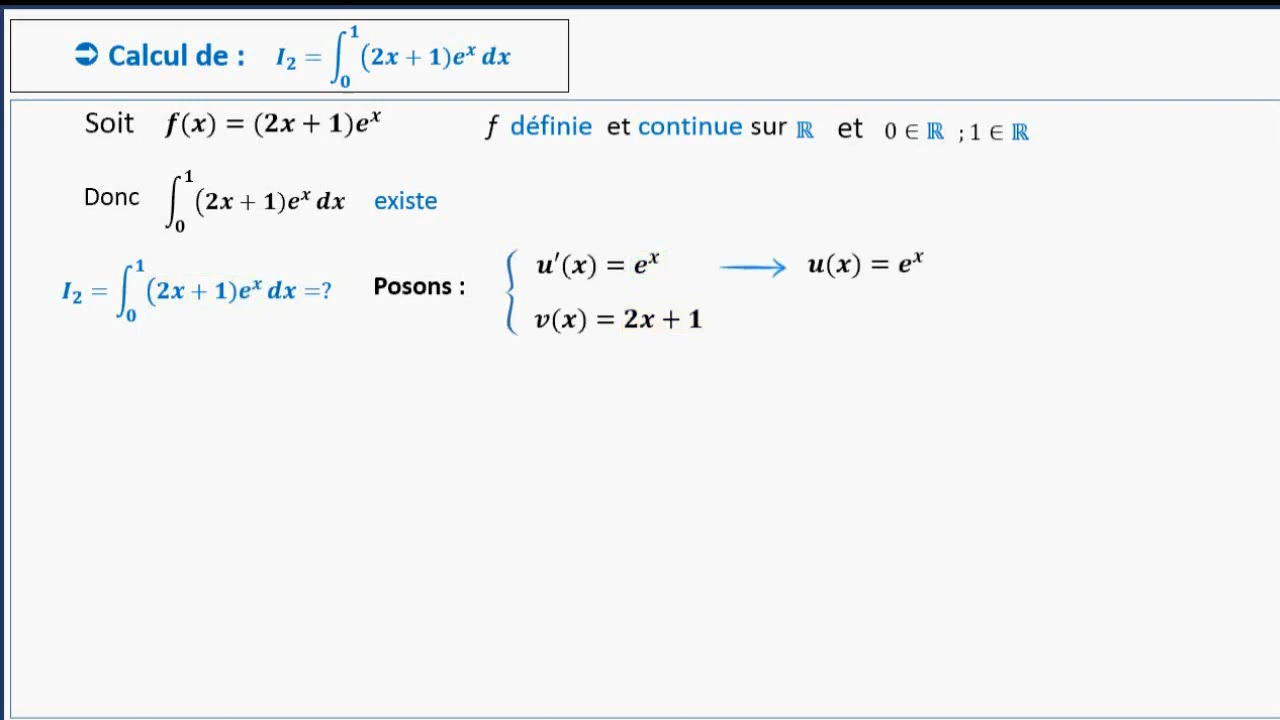 ➲ Calcul de : I₂ = ∫₀¹ (2x + 1)eˣ dx
Soit f(x) = (2x + 1)eˣ f définie et continue sur ℝ et 0 ∈ ℝ ; 1 ∈ ℝ
Donc ∫₀¹ (2x + 1)eˣ dx existe
I₂ = ∫₀¹ (2x + 1)eˣ dx =? Posons : { u′(x) = eˣ ⟶ u(x) = eˣ
v(x) = 2x + 1